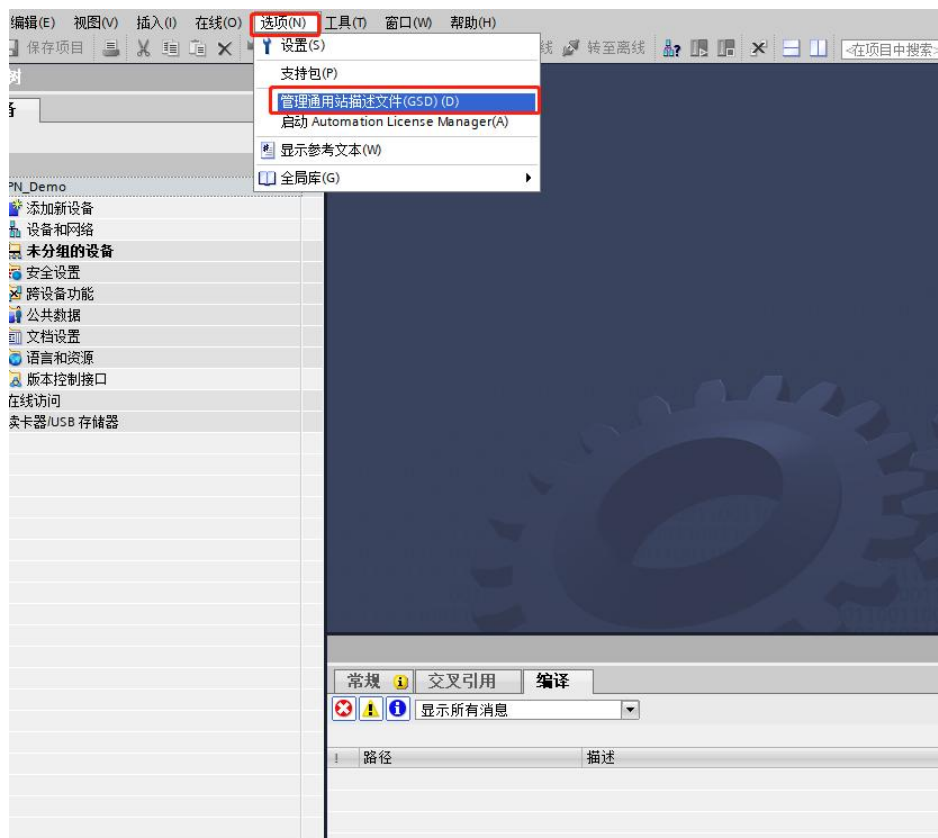 编辑(E) 视图(V) 插入(I) 在线(O) 选项(N) 工具(T) 窗口(W) 帮助(H)
保存项目 转至离线 <在项目中搜索>
设置(S)
支持包(P)
管理通用站描述文件(GSD) (D)
启动 Automation License Manager(A)
显示参考文本(W)
全局库(G)
PN_Demo
添加新设备
设备和网络
未分组的设备
安全设置
跨设备功能
公共数据
文档设置
语言和资源
版本控制接口
在线访问
读卡器/USB 存储器
常规 交叉引用 编译
显示所有消息
! 路径 描述